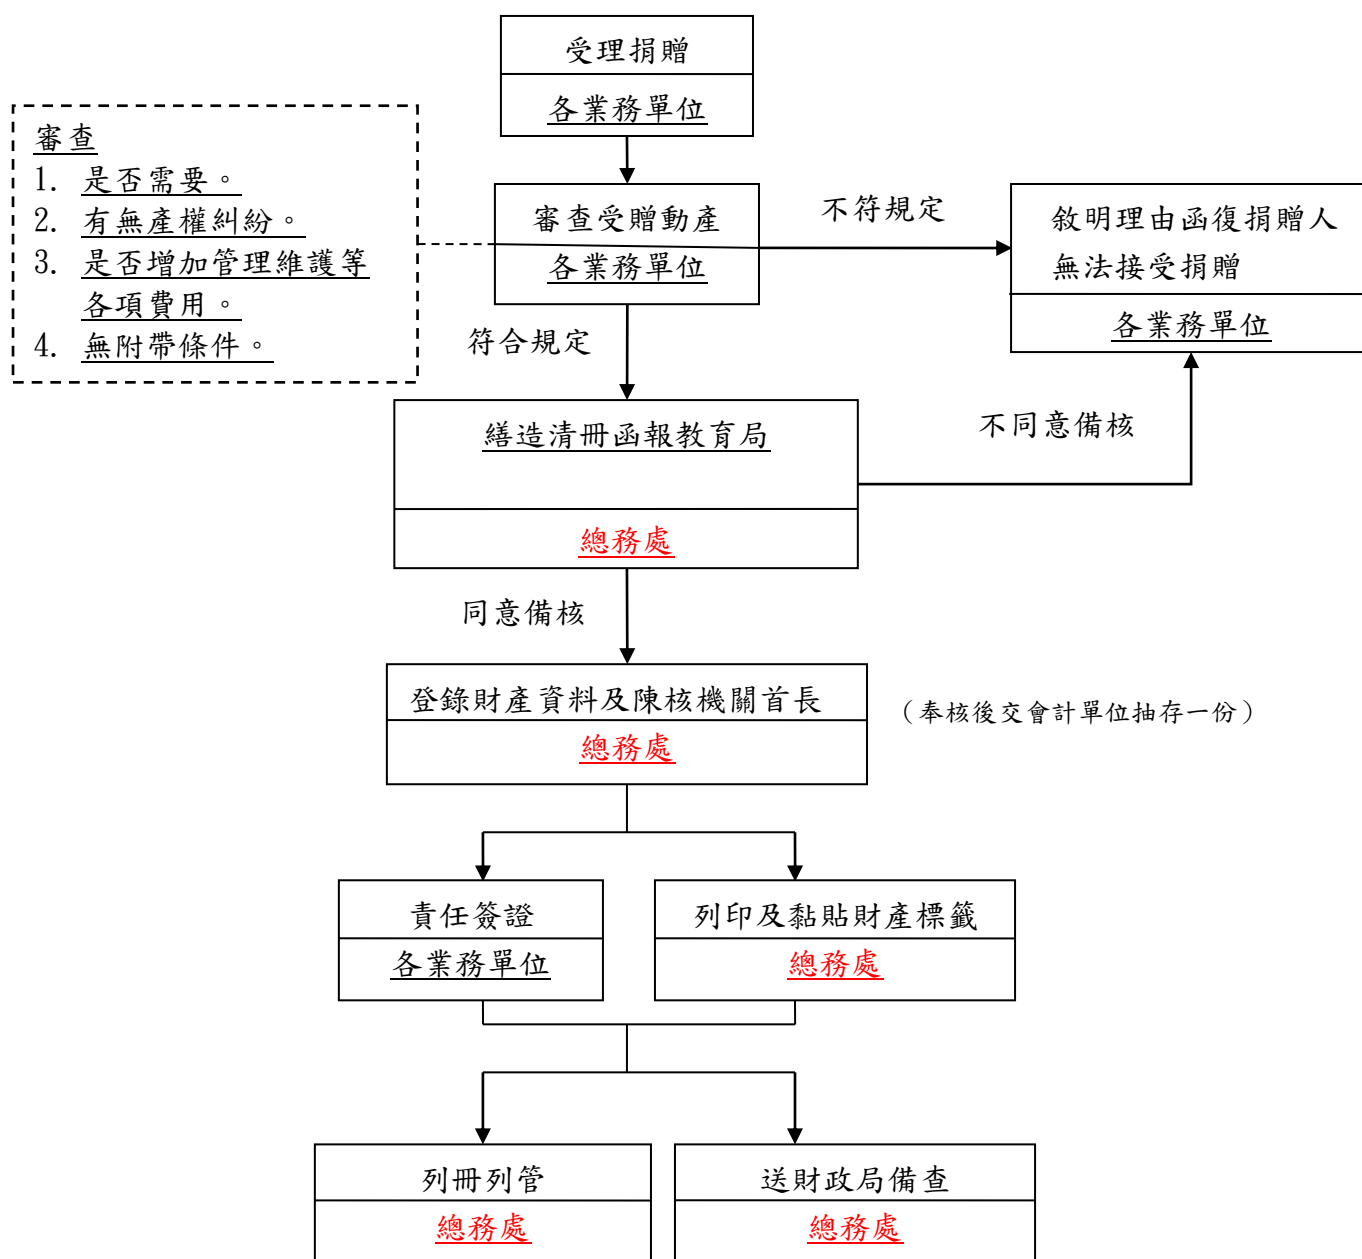 受理捐贈
各業務單位
審查
1. 是否需要。
2. 有無產權糾紛。
3. 是否增加管理維護等
各項費用。
4. 無附帶條件。
審查受贈動產
各業務單位
不符規定
敘明理由函復捐贈人
無法接受捐贈
各業務單位
符合規定
繕造清冊函報教育局
總務處
不同意備核
同意備核
登錄財產資料及陳核機關首長
總務處
（奉核後交會計單位抽存一份）
責任簽證
各業務單位
列印及黏貼財產標籤
總務處
列冊列管
總務處
送財政局備查
總務處